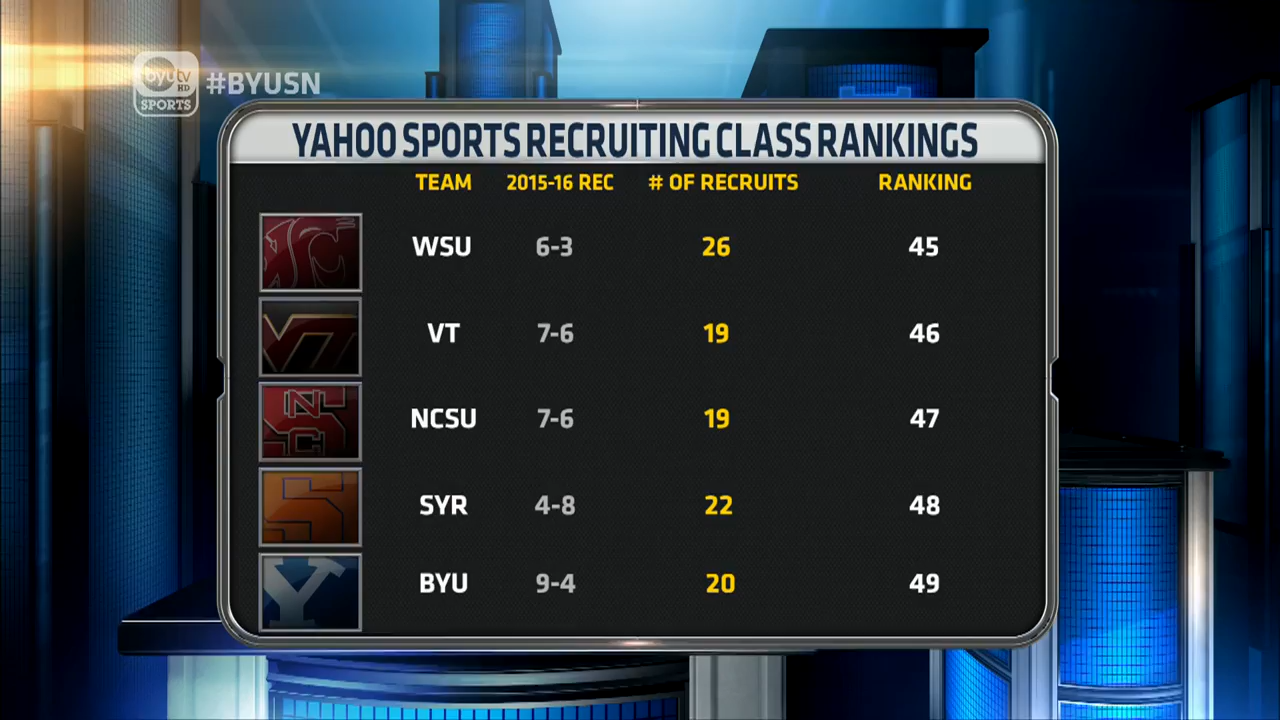 byutv
HD
SPORTS
#BYUSN
YAHOO SPORTS RECRUITING CLASS RANKINGS
TEAM 2015-16 REC # OF RECRUITS RANKING
WSU 6-3 26 45
VT 7-6 19 46
NCSU 7-6 19 47
SYR 4-8 22 48
BYU 9-4 20 49